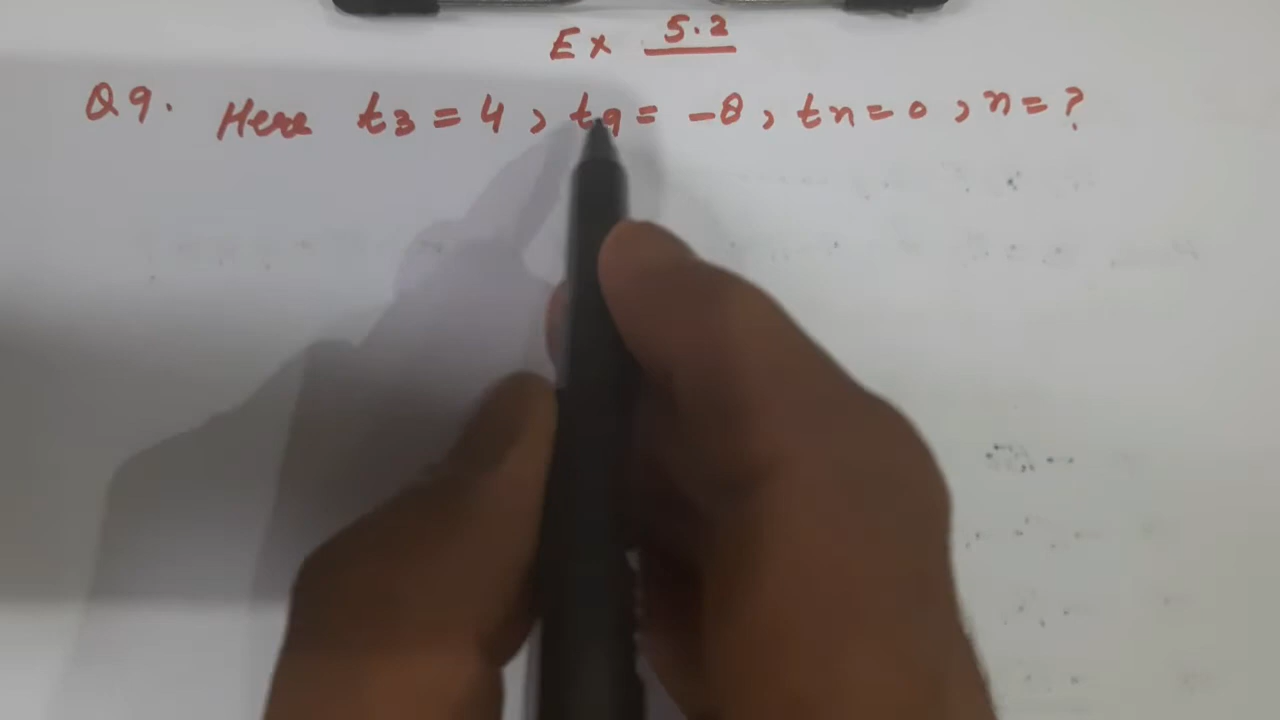 Ex 5.2
Q9. Here t3 = 4, t9 = -8, tn = 0, n = ?